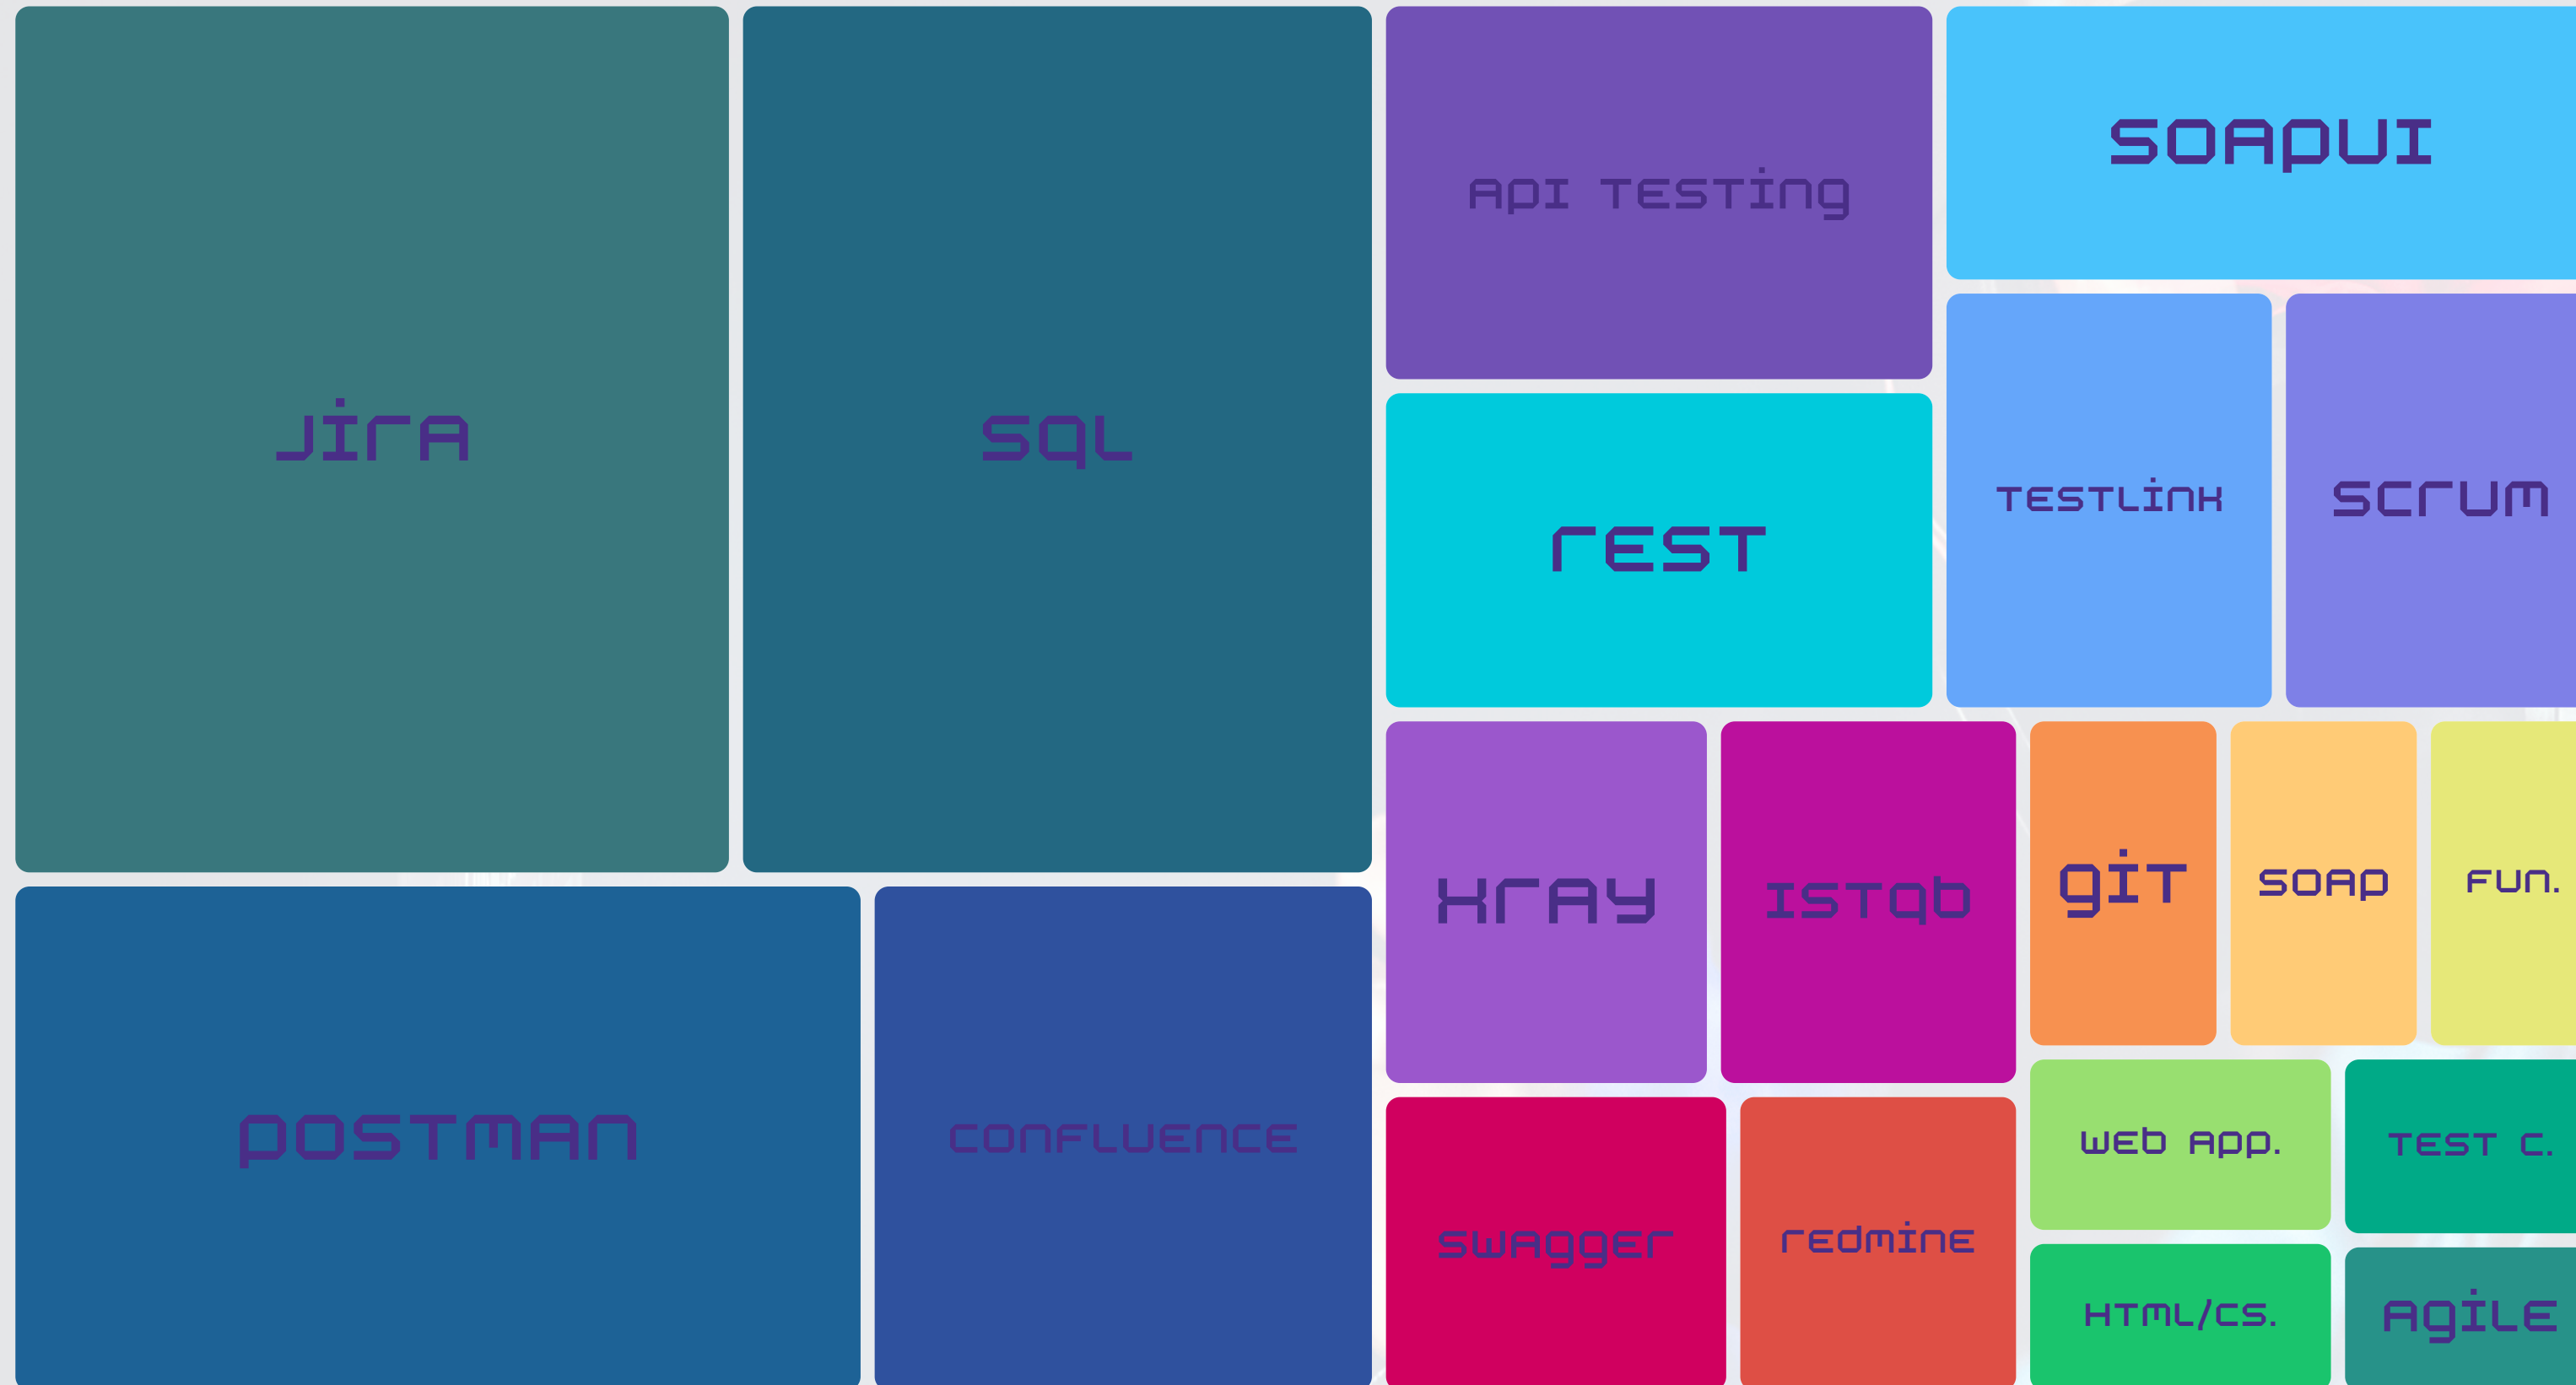 Jira
SQL
API Testing
SoapUI
REST
TestLink
Scrum
Postman
Confluence
Xray
ISTQB
Git
SOAP
Fun.
Swagger
Redmine
Web App.
Test C.
HTML/CS.
Agile